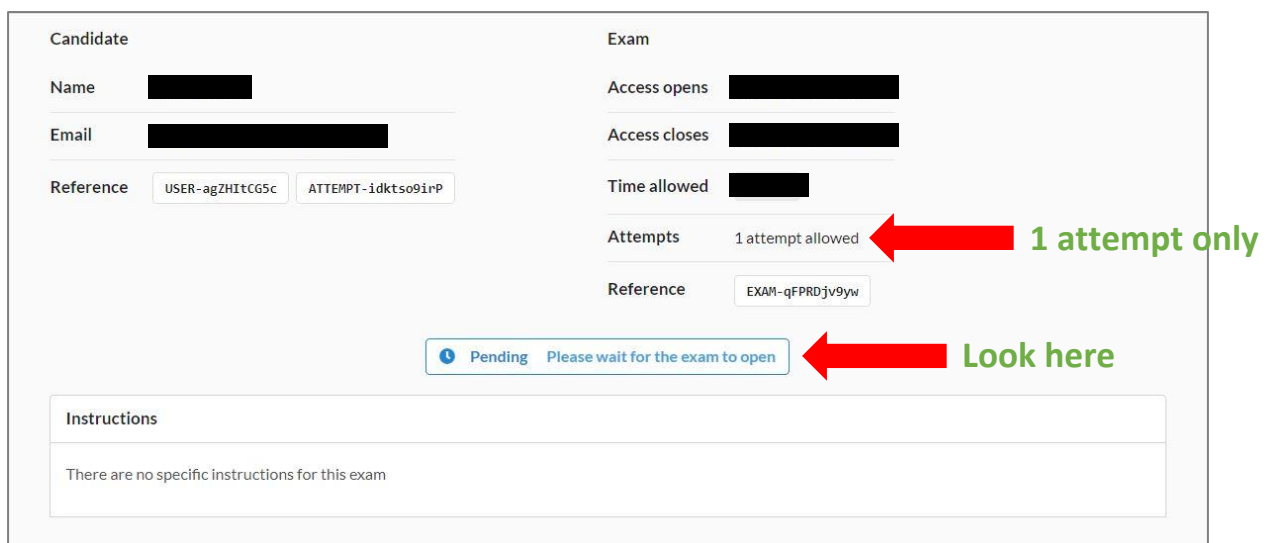 Candidate
Name
Email
Reference USER-agZHItCG5c ATTEMPT-idktso9irP
Exam
Access opens
Access closes
Time allowed
Attempts 1 attempt allowed
1 attempt only
Reference EXAM-qFPRDjv9yw
Pending Please wait for the exam to open
Look here
Instructions
There are no specific instructions for this exam